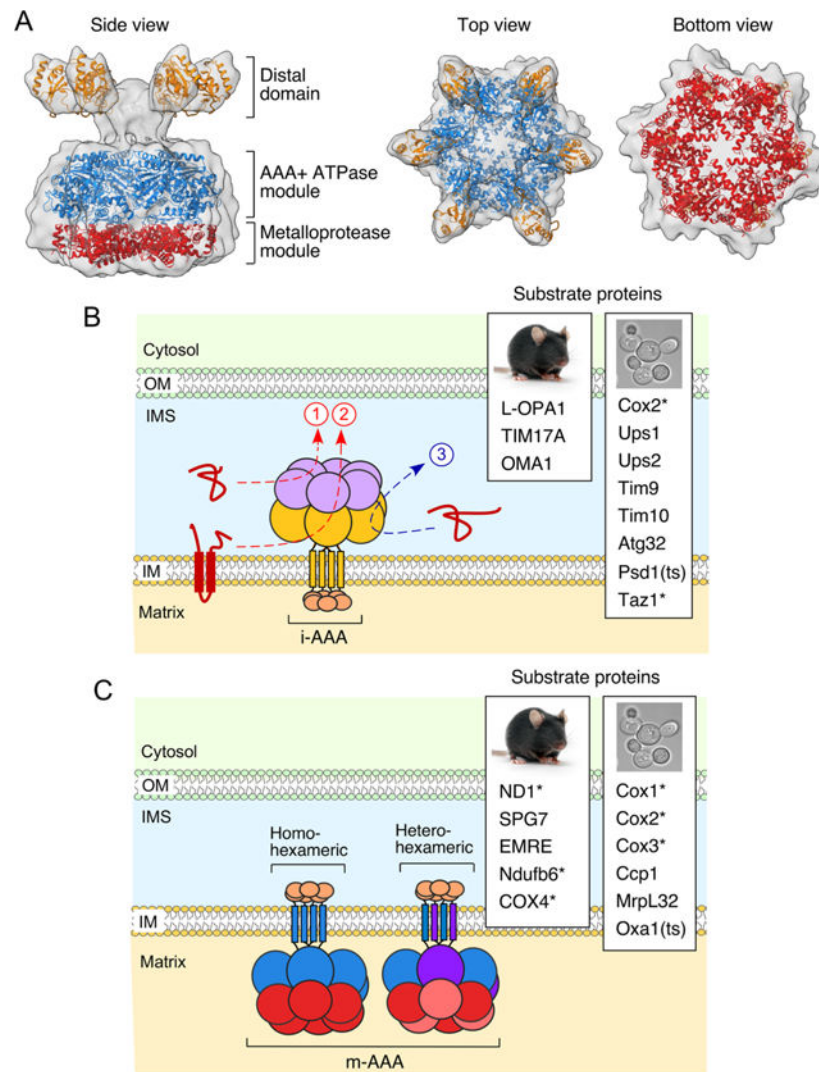 A
Side view
Top view
Bottom view
Distal
domain
AAA+ ATPase
module
Metalloprotease
module
B
Substrate proteins
Cytosol
OM
IMS
1
2
3
IM
Matrix
i-AAA
L-OPA1
TIM17A
OMA1
Cox2*
Ups1
Ups2
Tim9
Tim10
Atg32
Psd1(ts)
Taz1*
C
Substrate proteins
Cytosol
OM
IMS
Homo-
hexameric
Hetero-
hexameric
IM
Matrix
m-AAA
ND1*
SPG7
EMRE
Ndufb6*
COX4*
Cox1*
Cox2*
Cox3*
Ccp1
MrpL32
Oxa1(ts)